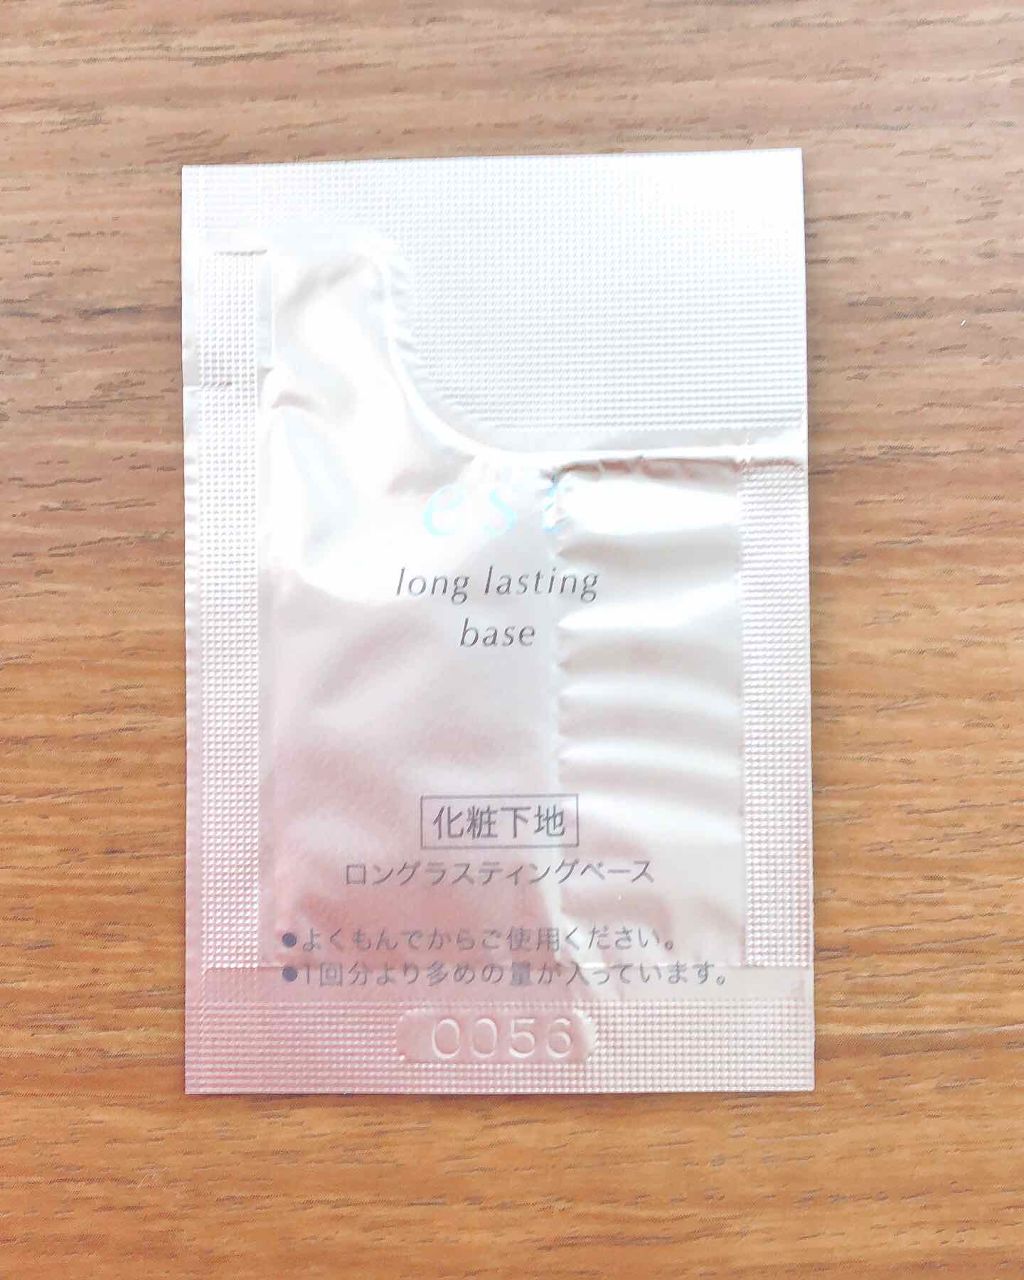 est
long lasting
base
化粧下地
ロングラスティングベース
●よくもんでからご使用ください。
●1回分より多めの量が入っています。
0056